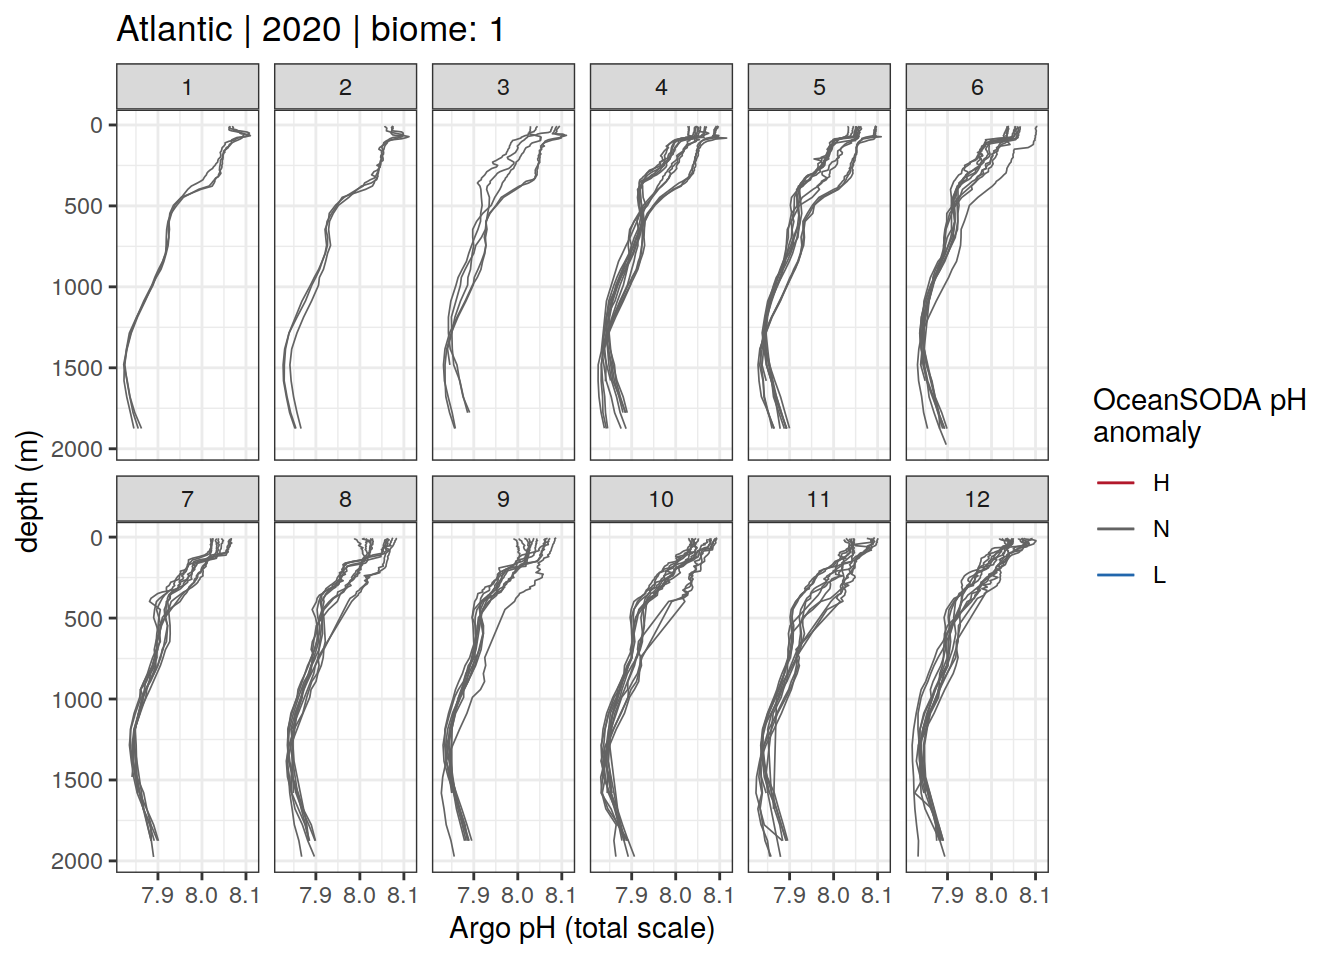 Atlantic | 2020 | biome: 1
1 2 3 4 5 6
0
500
1000
1500
2000
7 8 9 10 11 12
0
500
1000
1500
2000
7.9 8.0 8.1 7.9 8.0 8.1 7.9 8.0 8.1 7.9 8.0 8.1 7.9 8.0 8.1 7.9 8.0 8.1
Argo pH (total scale)
depth (m)
OceanSODA pH
anomaly
H
N
L